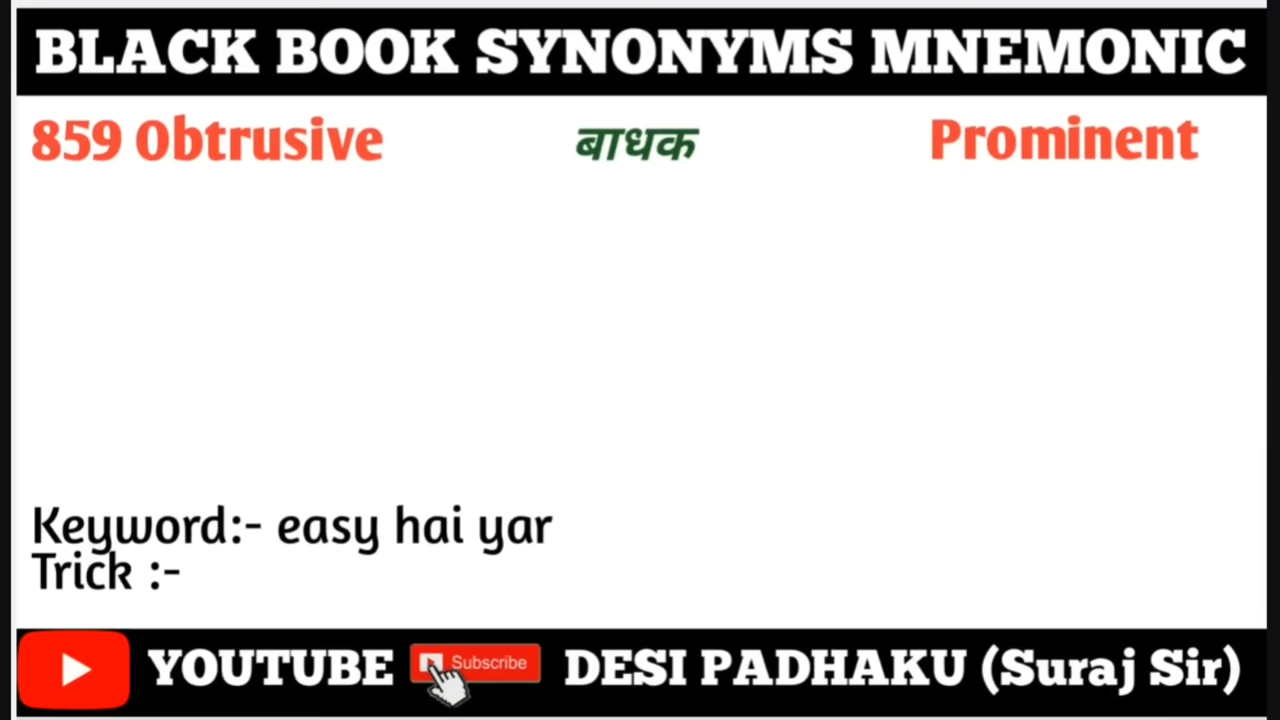 BLACK BOOK SYNONYMS MNEMONIC
859 Obtrusive बाधक Prominent
Keyword:- easy hai yar
Trick :-
YOUTUBE Subscribe DESI PADHAKU (Suraj Sir)